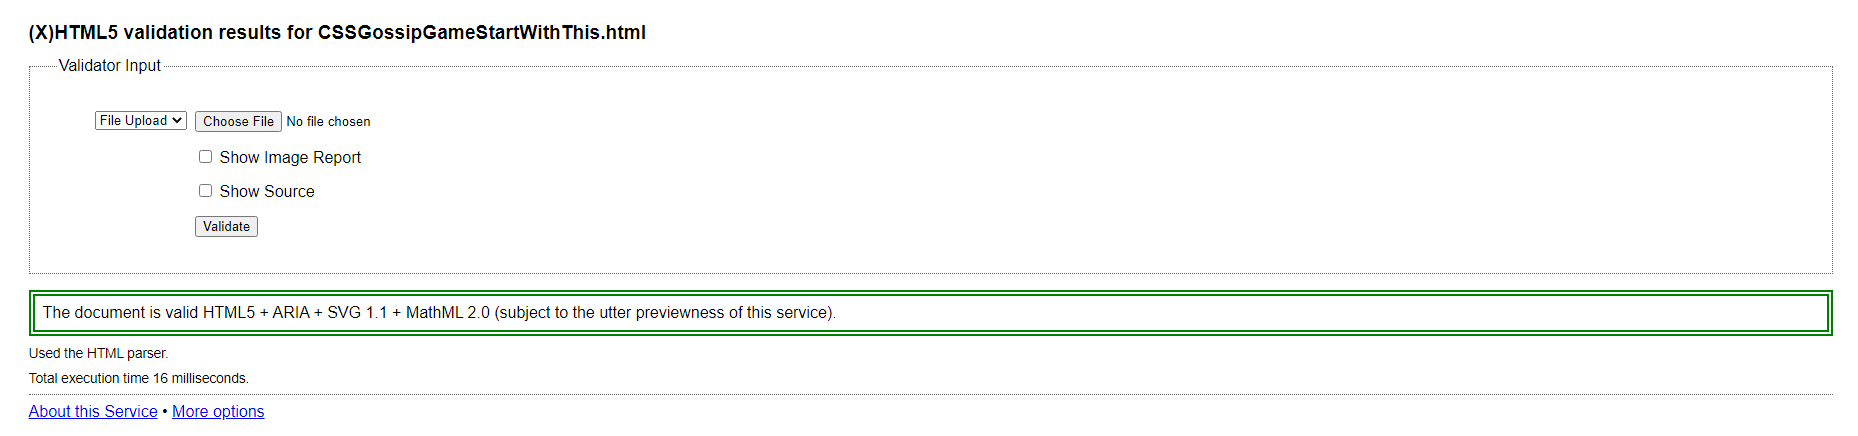 (X)HTML5 validation results for CSSGossipGameStartWithThis.html
Validator Input
File Upload Choose File No file chosen
Show Image Report
Show Source
Validate
The document is valid HTML5 + ARIA + SVG 1.1 + MathML 2.0 (subject to the utter previewness of this service).
Used the HTML parser.
Total execution time 16 milliseconds.
About this Service • More options